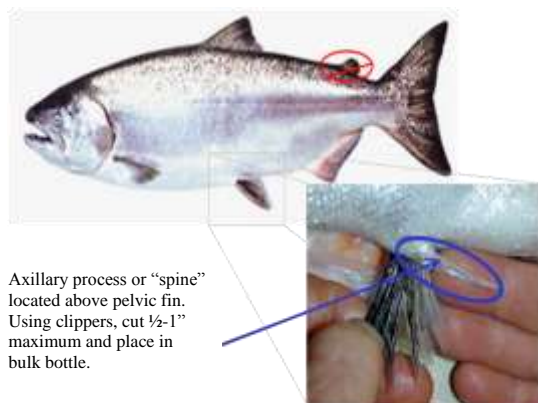 Axillary process or “spine”
located above pelvic fin.
Using clippers, cut ½-1”
maximum and place in
bulk bottle.